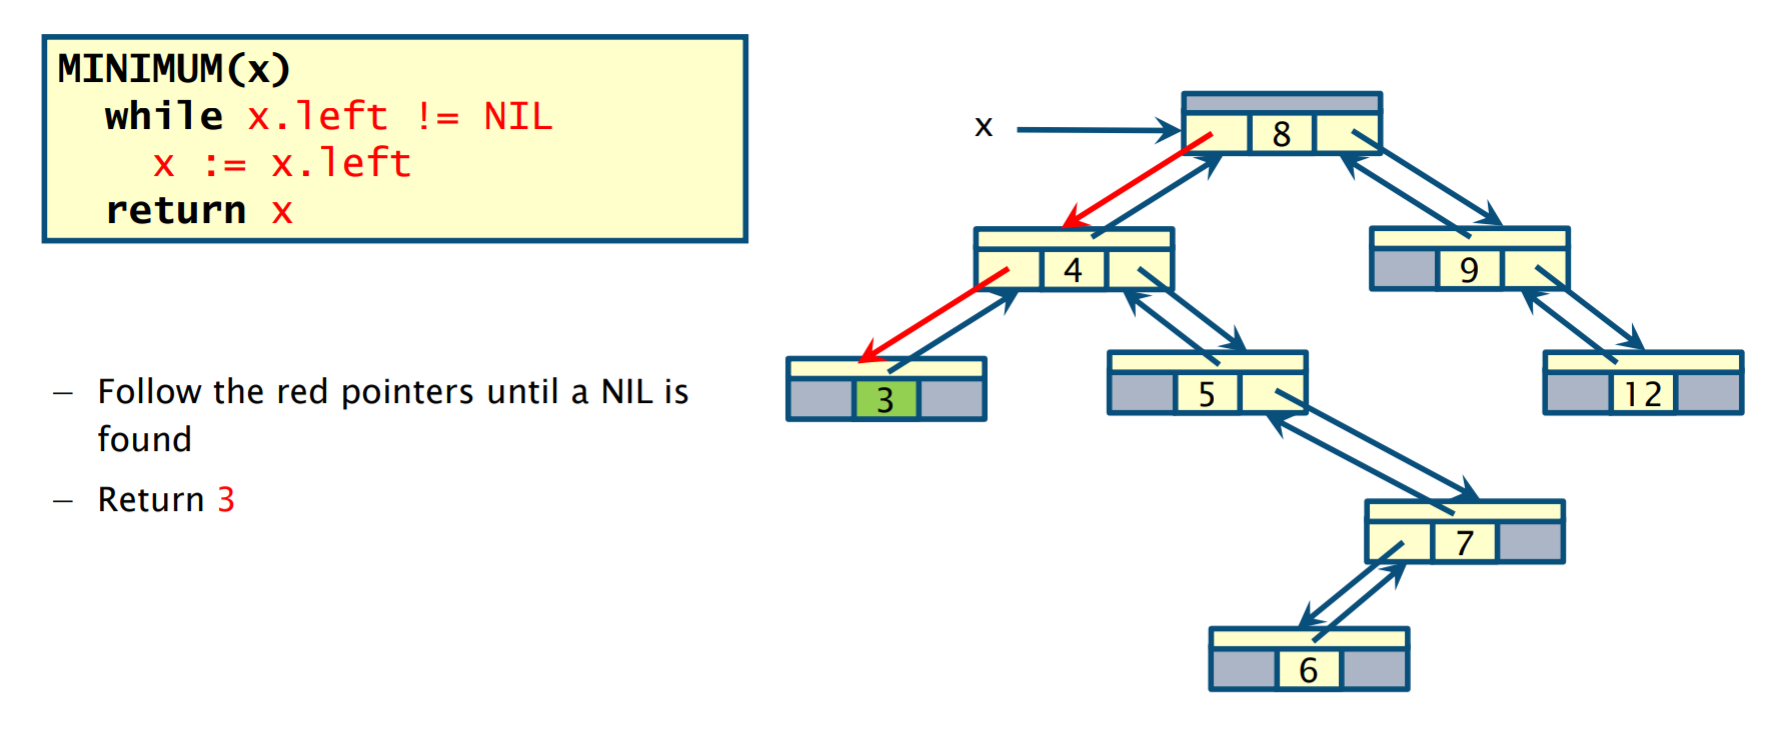 MINIMUM(x)
while x.left != NIL
x := x.left
return x
– Follow the red pointers until a NIL is
found
– Return 3
x
8
4
9
3
5
12
7
6